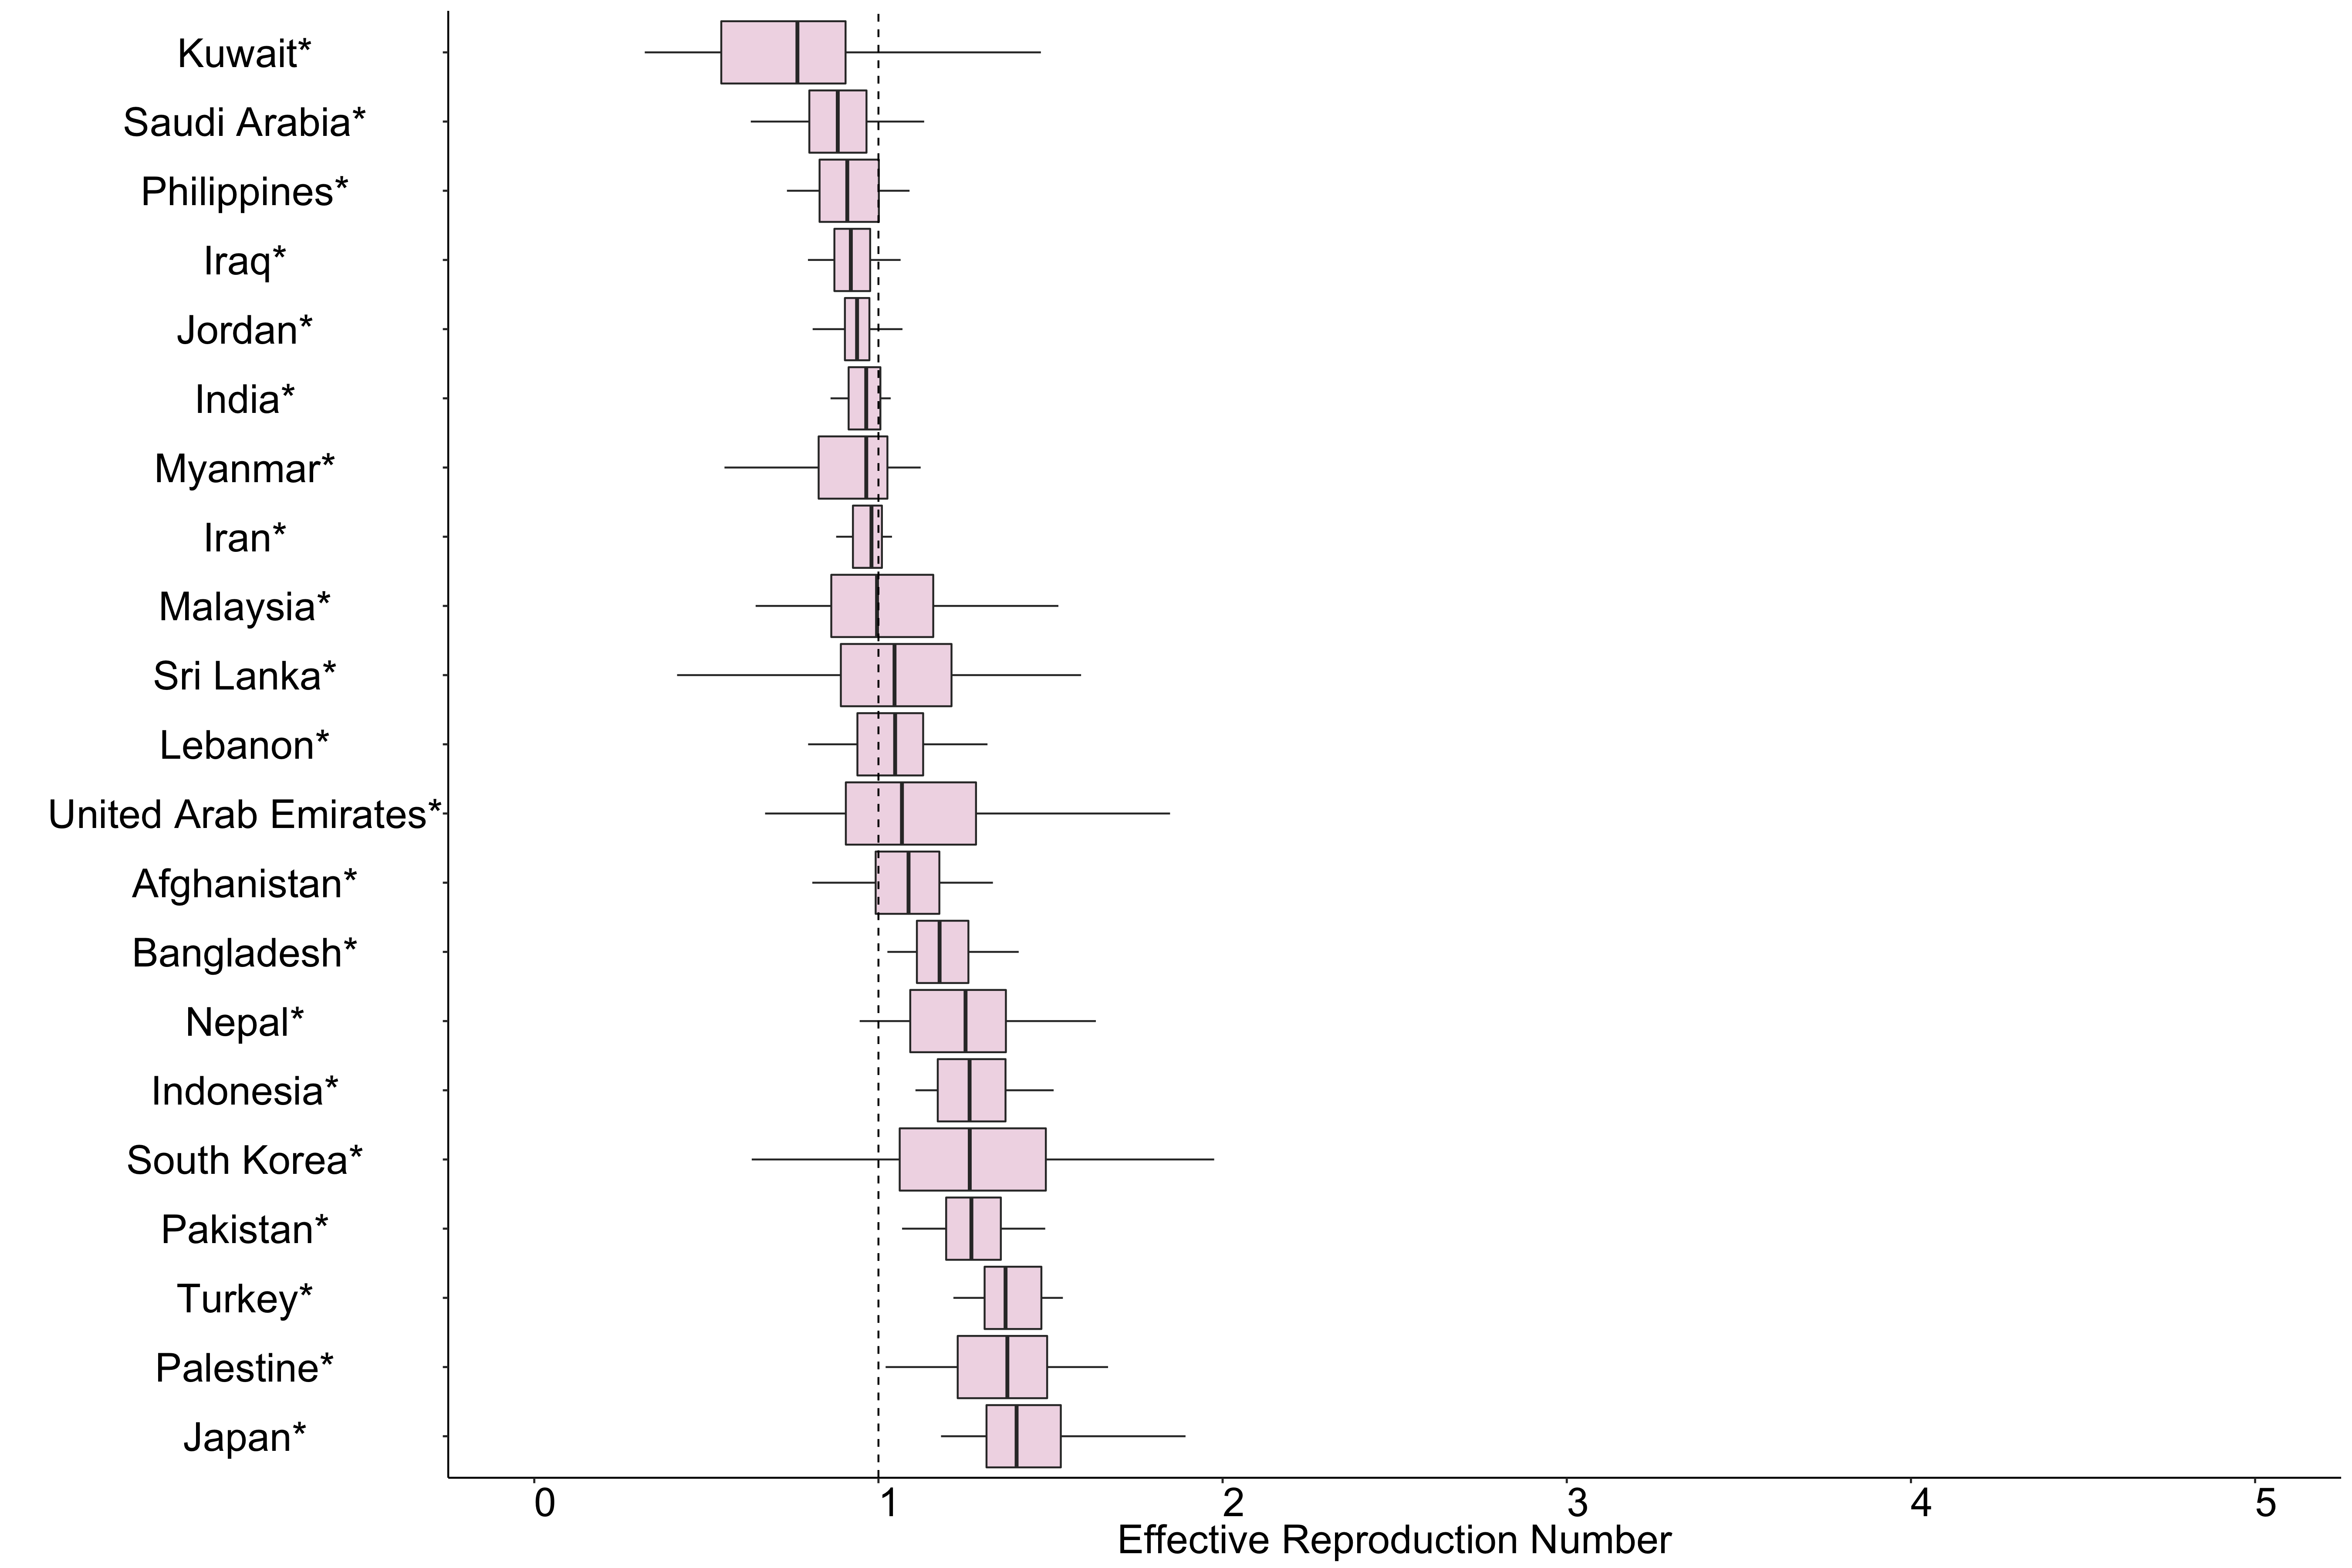 Kuwait*
Saudi Arabia*
Philippines*
Iraq*
Jordan*
India*
Myanmar*
Iran*
Malaysia*
Sri Lanka*
Lebanon*
United Arab Emirates*
Afghanistan*
Bangladesh*
Nepal*
Indonesia*
South Korea*
Pakistan*
Turkey*
Palestine*
Japan*
0 1 2 3 4 5
Effective Reproduction Number